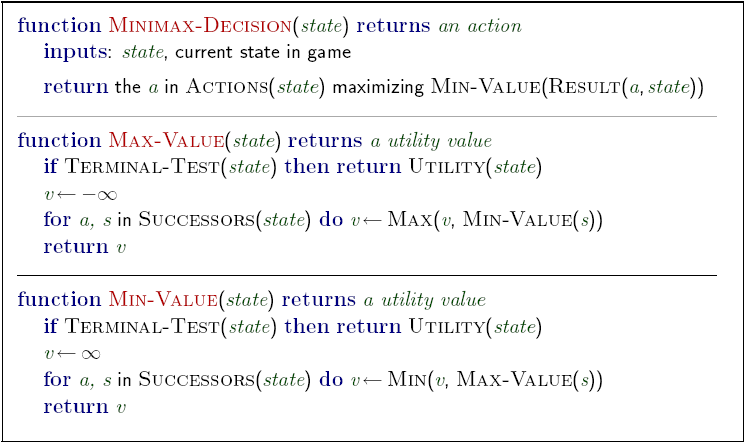 function MINIMAX-DECISION(state) returns an action
inputs: state, current state in game
return the a in ACTIONS(state) maximizing MIN-VALUE(RESULT(a, state))
function MAX-VALUE(state) returns a utility value
if TERMINAL-TEST(state) then return UTILITY(state)
v ← −∞
for a, s in SUCCESSORS(state) do v ← MAX(v, MIN-VALUE(s))
return v
function MIN-VALUE(state) returns a utility value
if TERMINAL-TEST(state) then return UTILITY(state)
v ← ∞
for a, s in SUCCESSORS(state) do v ← MIN(v, MAX-VALUE(s))
return v